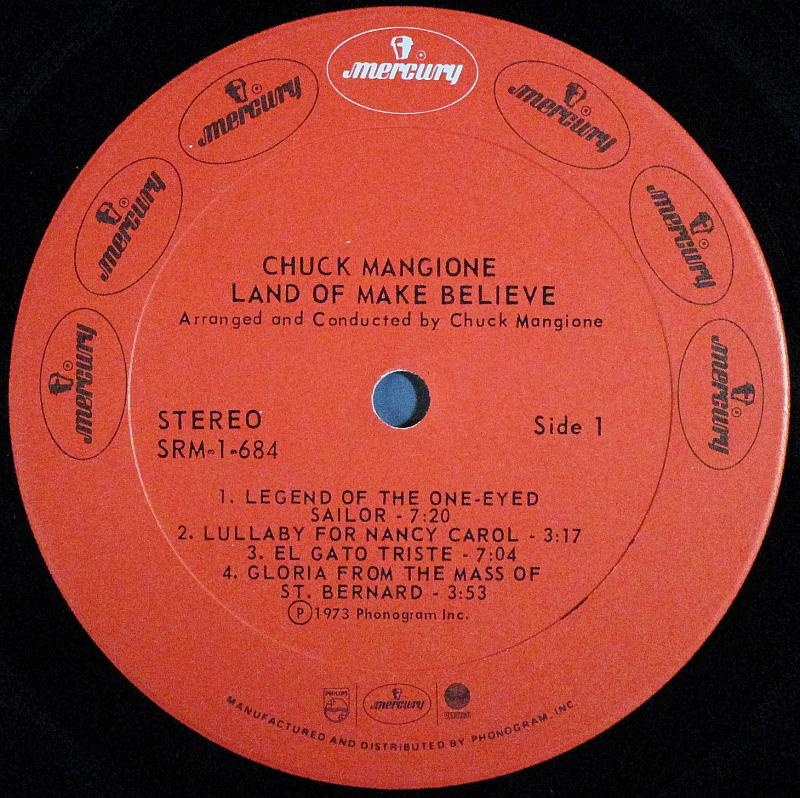 mercury
mercury
mercury
mercury
mercury
mercury
mercury
CHUCK MANGIONE
LAND OF MAKE BELIEVE
Arranged and Conducted by Chuck Mangione
STEREO
SRM-1-684
Side 1
1. LEGEND OF THE ONE-EYED
SAILOR - 7:20
2. LULLABY FOR NANCY CAROL - 3:17
3. EL GATO TRISTE - 7:04
4. GLORIA FROM THE MASS OF
ST. BERNARD - 3:53
Ⓟ1973 Phonogram Inc.
PHILIPS
mercury
MANUFACTURED AND DISTRIBUTED BY PHONOGRAM, INC.